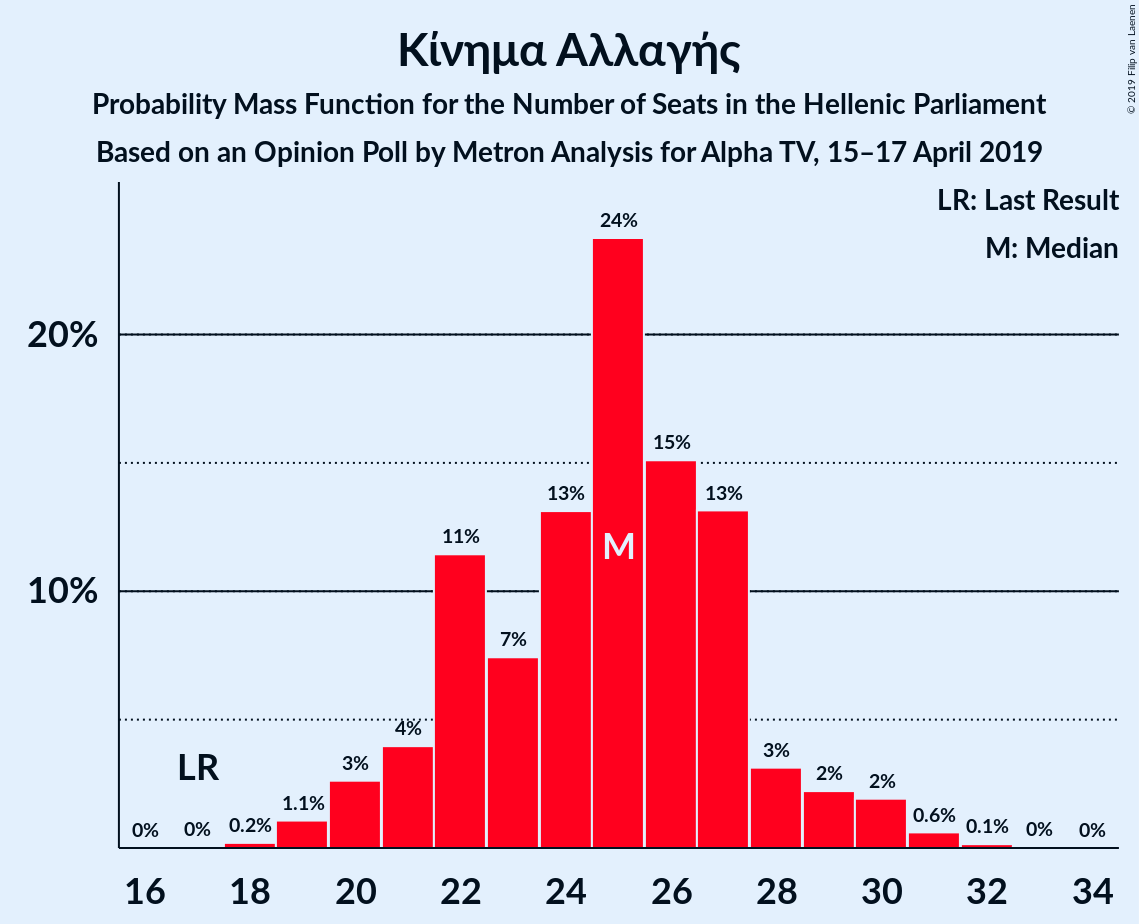 Κίνημα Αλλαγής
Probability Mass Function for the Number of Seats in the Hellenic Parliament
Based on an Opinion Poll by Metron Analysis for Alpha TV, 15–17 April 2019
© 2019 Filip van Laenen
LR: Last Result
M: Median
24%
20%
15%
13%
13%
M
11%
10%
7%
4%
LR
3%
3%
2%
2%
1.1%
0.6%
0% 0% 0.2% 0.1% 0% 0%
16 18 20 22 24 26 28 30 32 34